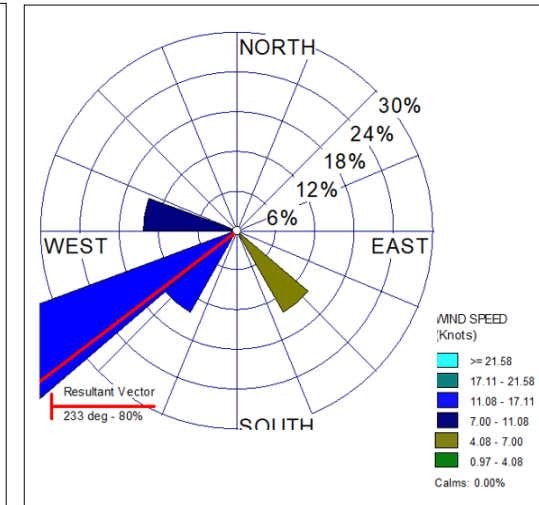 NORTH
30%
24%
18%
12%
6%
WEST
EAST
SOUTH
WIND SPEED
(Knots)
>= 21.58
17.11 - 21.58
11.08 - 17.11
7.00 - 11.08
4.08 - 7.00
0.97 - 4.08
Calms: 0.00%
Resultant Vector
233 deg - 80%